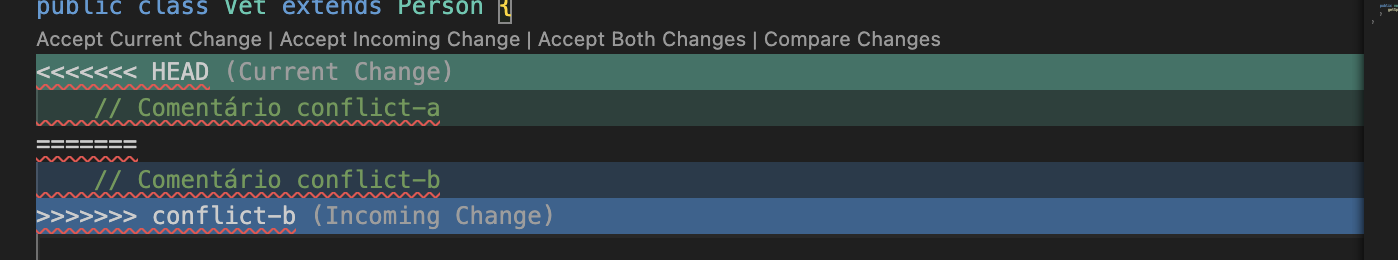 public class Vet extends Person {
Accept Current Change | Accept Incoming Change | Accept Both Changes | Compare Changes
<<<<<<< HEAD (Current Change)
    // Comentário conflict-a
=======
    // Comentário conflict-b
>>>>>>> conflict-b (Incoming Change)